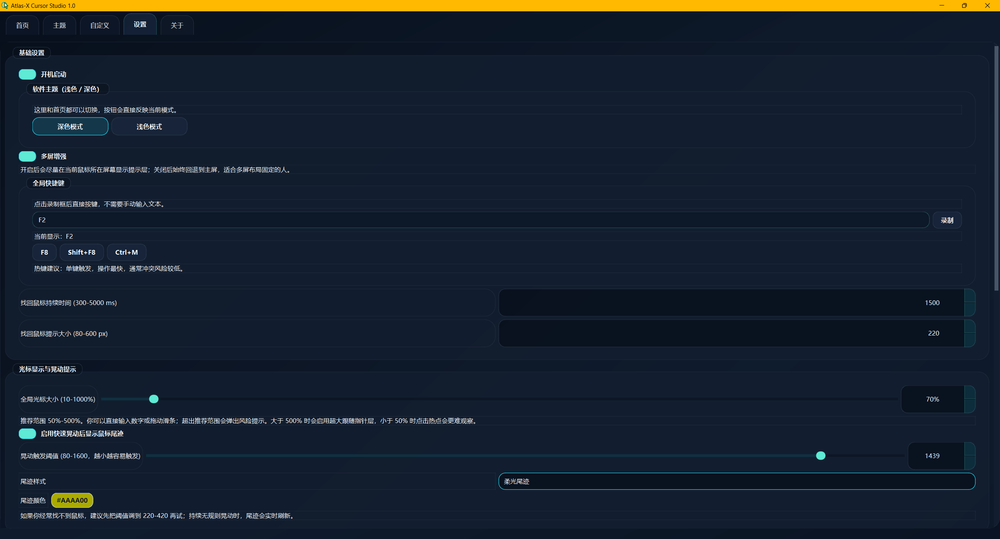 Atlas-X Cursor Studio 1.0
首页 主题 自定义 设置 关于
基础设置
开机启动
软件主题（浅色 / 深色）
这里和首页都可以切换，按钮会直接反映当前模式。
深色模式 浅色模式
多屏增强
开启后会尽量在当前鼠标所在屏幕显示提示层；关闭后始终回退到主屏，适合多屏布局固定的人。
全局快捷键
点击录制框后直接按键，不需要手动输入文本。
F2 录制
当前显示：F2
F8 Shift+F8 Ctrl+M
热键建议：单键触发，操作最快，通常冲突风险较低。
找回鼠标持续时间 (300-5000 ms) 1500
找回鼠标提示大小 (80-600 px) 220
光标显示与晃动提示
全局光标大小 (10-1000%) 70%
推荐范围 50%-500%。你可以直接输入数字或拖动滑条；超出推荐范围会弹出风险提示。大于 500% 时会启用超大跟随指针层，小于 50% 时点击热点会更难观察。
启用快速晃动后显示鼠标尾迹
晃动触发阈值 (80-1600，越小越容易触发) 1439
尾迹样式 柔光尾迹
尾迹颜色 #AAAA00
如果你经常找不到鼠标，建议先把阈值调到 220-420 再试；持续无规则晃动时，尾迹会实时刷新。